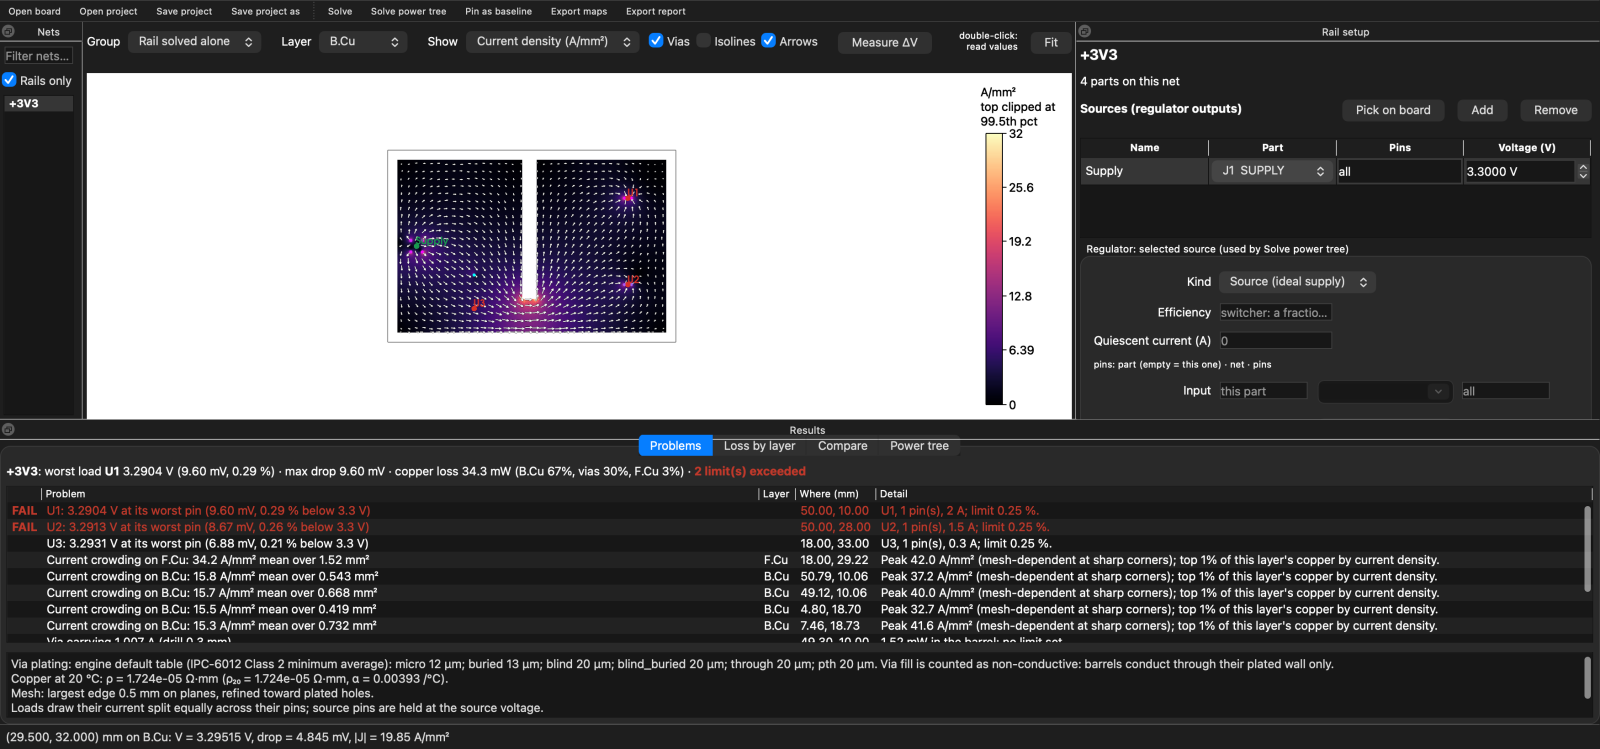 Open board Open project Save project Save project as Solve Solve power tree Pin as baseline Export maps Export report
Nets
Filter nets...
Rails only
+3V3
Group Rail solved alone Layer B.Cu Show Current density (A/mm²) Vias Isolines Arrows Measure ΔV double-click: read values Fit
A/mm²
top clipped at
99.5th pct
32
25.6
19.2
12.8
6.39
0
U1
Supply
U2
U3
Rail setup
+3V3
4 parts on this net
Sources (regulator outputs) Pick on board Add Remove
Name Part Pins Voltage (V)
Supply J1 SUPPLY all 3.3000 V
Regulator: selected source (used by Solve power tree)
Kind Source (ideal supply)
Efficiency switcher: a fractio...
Quiescent current (A) 0
pins: part (empty = this one) · net · pins
Input this part all
Results
Problems Loss by layer Compare Power tree
+3V3: worst load U1 3.2904 V (9.60 mV, 0.29 %) · max drop 9.60 mV · copper loss 34.3 mW (B.Cu 67%, vias 30%, F.Cu 3%) · 2 limit(s) exceeded
Problem Layer Where (mm) Detail
FAIL U1: 3.2904 V at its worst pin (9.60 mV, 0.29 % below 3.3 V) 50.00, 10.00 U1, 1 pin(s), 2 A; limit 0.25 %.
FAIL U2: 3.2913 V at its worst pin (8.67 mV, 0.26 % below 3.3 V) 50.00, 28.00 U2, 1 pin(s), 1.5 A; limit 0.25 %.
U3: 3.2931 V at its worst pin (6.88 mV, 0.21 % below 3.3 V) 18.00, 33.00 U3, 1 pin(s), 0.3 A; limit 0.25 %.
Current crowding on F.Cu: 34.2 A/mm² mean over 1.52 mm² F.Cu 18.00, 29.22 Peak 42.0 A/mm² (mesh-dependent at sharp corners); top 1% of this layer's copper by current density.
Current crowding on B.Cu: 15.8 A/mm² mean over 0.543 mm² B.Cu 50.79, 10.06 Peak 37.2 A/mm² (mesh-dependent at sharp corners); top 1% of this layer's copper by current density.
Current crowding on B.Cu: 15.7 A/mm² mean over 0.668 mm² B.Cu 49.12, 10.06 Peak 40.0 A/mm² (mesh-dependent at sharp corners); top 1% of this layer's copper by current density.
Current crowding on B.Cu: 15.5 A/mm² mean over 0.419 mm² B.Cu 4.80, 18.70 Peak 32.7 A/mm² (mesh-dependent at sharp corners); top 1% of this layer's copper by current density.
Current crowding on B.Cu: 15.3 A/mm² mean over 0.732 mm² B.Cu 7.46, 18.73 Peak 41.6 A/mm² (mesh-dependent at sharp corners); top 1% of this layer's copper by current density.
Via carrying 1.007 A (drill 0.3 mm) 49.30, 10.00 1.52 mW in the barrel; no limit set.
Via plating: engine default table (IPC-6012 Class 2 minimum average): micro 12 µm; buried 13 µm; blind 20 µm; blind_buried 20 µm; through 20 µm; pth 20 µm. Via fill is counted as non-conductive: barrels conduct through their plated wall only.
Copper at 20 °C: ρ = 1.724e-05 Ω·mm (ρ₂₀ = 1.724e-05 Ω·mm, α = 0.00393 /°C).
Mesh: largest edge 0.5 mm on planes, refined toward plated holes.
Loads draw their current split equally across their pins; source pins are held at the source voltage.
(29.500, 32.000) mm on B.Cu: V = 3.29515 V, drop = 4.845 mV, |J| = 19.85 A/mm²